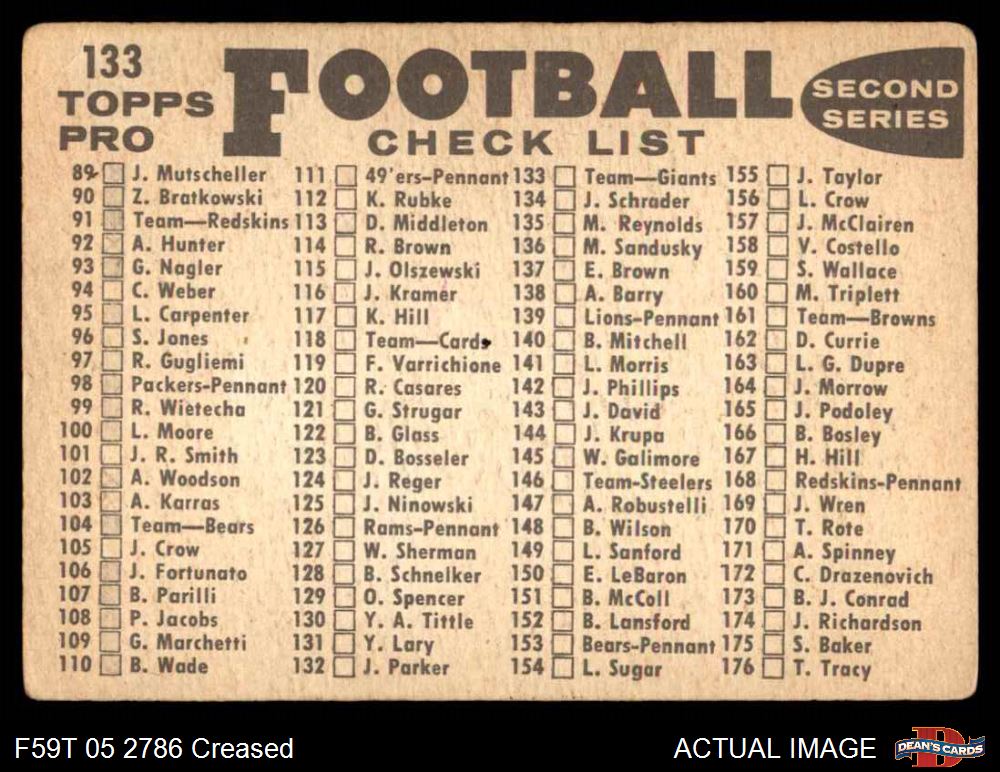 133
TOPPS
PRO
FOOTBALL
CHECK LIST
SECOND
SERIES
89 J. Mutscheller
90 Z. Bratkowski
91 Team—Redskins
92 A. Hunter
93 G. Nagler
94 C. Weber
95 L. Carpenter
96 S. Jones
97 R. Gugliemi
98 Packers-Pennant
99 R. Wietecha
100 L. Moore
101 J. R. Smith
102 A. Woodson
103 A. Karras
104 Team—Bears
105 J. Crow
106 J. Fortunato
107 B. Parilli
108 P. Jacobs
109 G. Marchetti
110 B. Wade
111 49'ers-Pennant
112 K. Rubke
113 D. Middleton
114 R. Brown
115 J. Olszewski
116 J. Kramer
117 K. Hill
118 Team—Cards
119 F. Varrichione
120 R. Casares
121 G. Strugar
122 B. Glass
123 D. Bosseler
124 J. Reger
125 J. Ninowski
126 Rams-Pennant
127 W. Sherman
128 B. Schnelker
129 O. Spencer
130 Y. A. Tittle
131 Y. Lary
132 J. Parker
133 Team—Giants
134 J. Schrader
135 M. Reynolds
136 M. Sandusky
137 E. Brown
138 A. Barry
139 Lions-Pennant
140 B. Mitchell
141 L. Morris
142 J. Phillips
143 J. David
144 J. Krupa
145 W. Galimore
146 Team-Steelers
147 A. Robustelli
148 B. Wilson
149 L. Sanford
150 E. LeBaron
151 B. McColl
152 B. Lansford
153 Bears-Pennant
154 L. Sugar
155 J. Taylor
156 L. Crow
157 J. McClairen
158 V. Costello
159 S. Wallace
160 M. Triplett
161 Team—Browns
162 D. Currie
163 L. G. Dupre
164 J. Morrow
165 J. Podoley
166 B. Bosley
167 H. Hill
168 Redskins-Pennant
169 J. Wren
170 T. Rote
171 A. Spinney
172 C. Drazenovich
173 B. J. Conrad
174 J. Richardson
175 S. Baker
176 T. Tracy
F59T 05 2786 Creased
ACTUAL IMAGE
D
DEAN'S CARDS